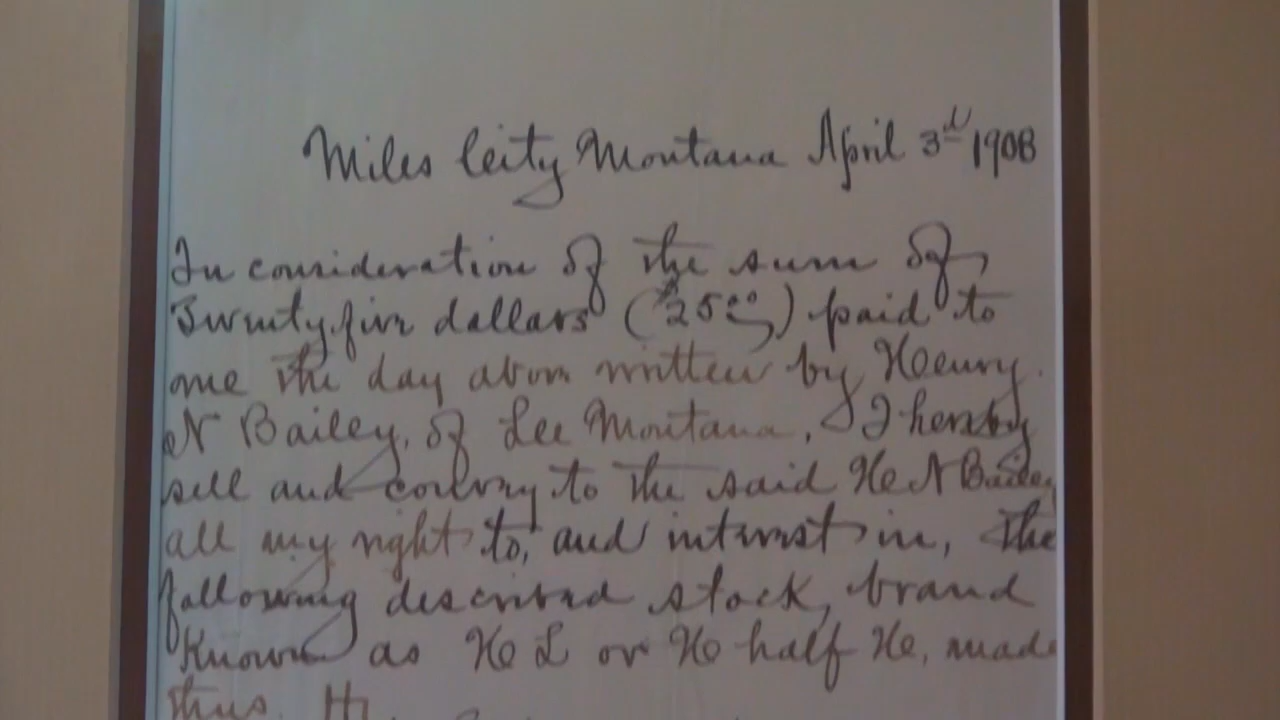 Miles City Montana April 3d 1908
In consideration of the sum of,
Twenty five dollars ($25.00) paid to
me the day above written by Henry.
N Bailey, of Lee Montana, I hereby
sell and convey to the said H N Bailey
all my right to, and interest in, the
following described stock, brand
Known as H L or H half H, made
thus.